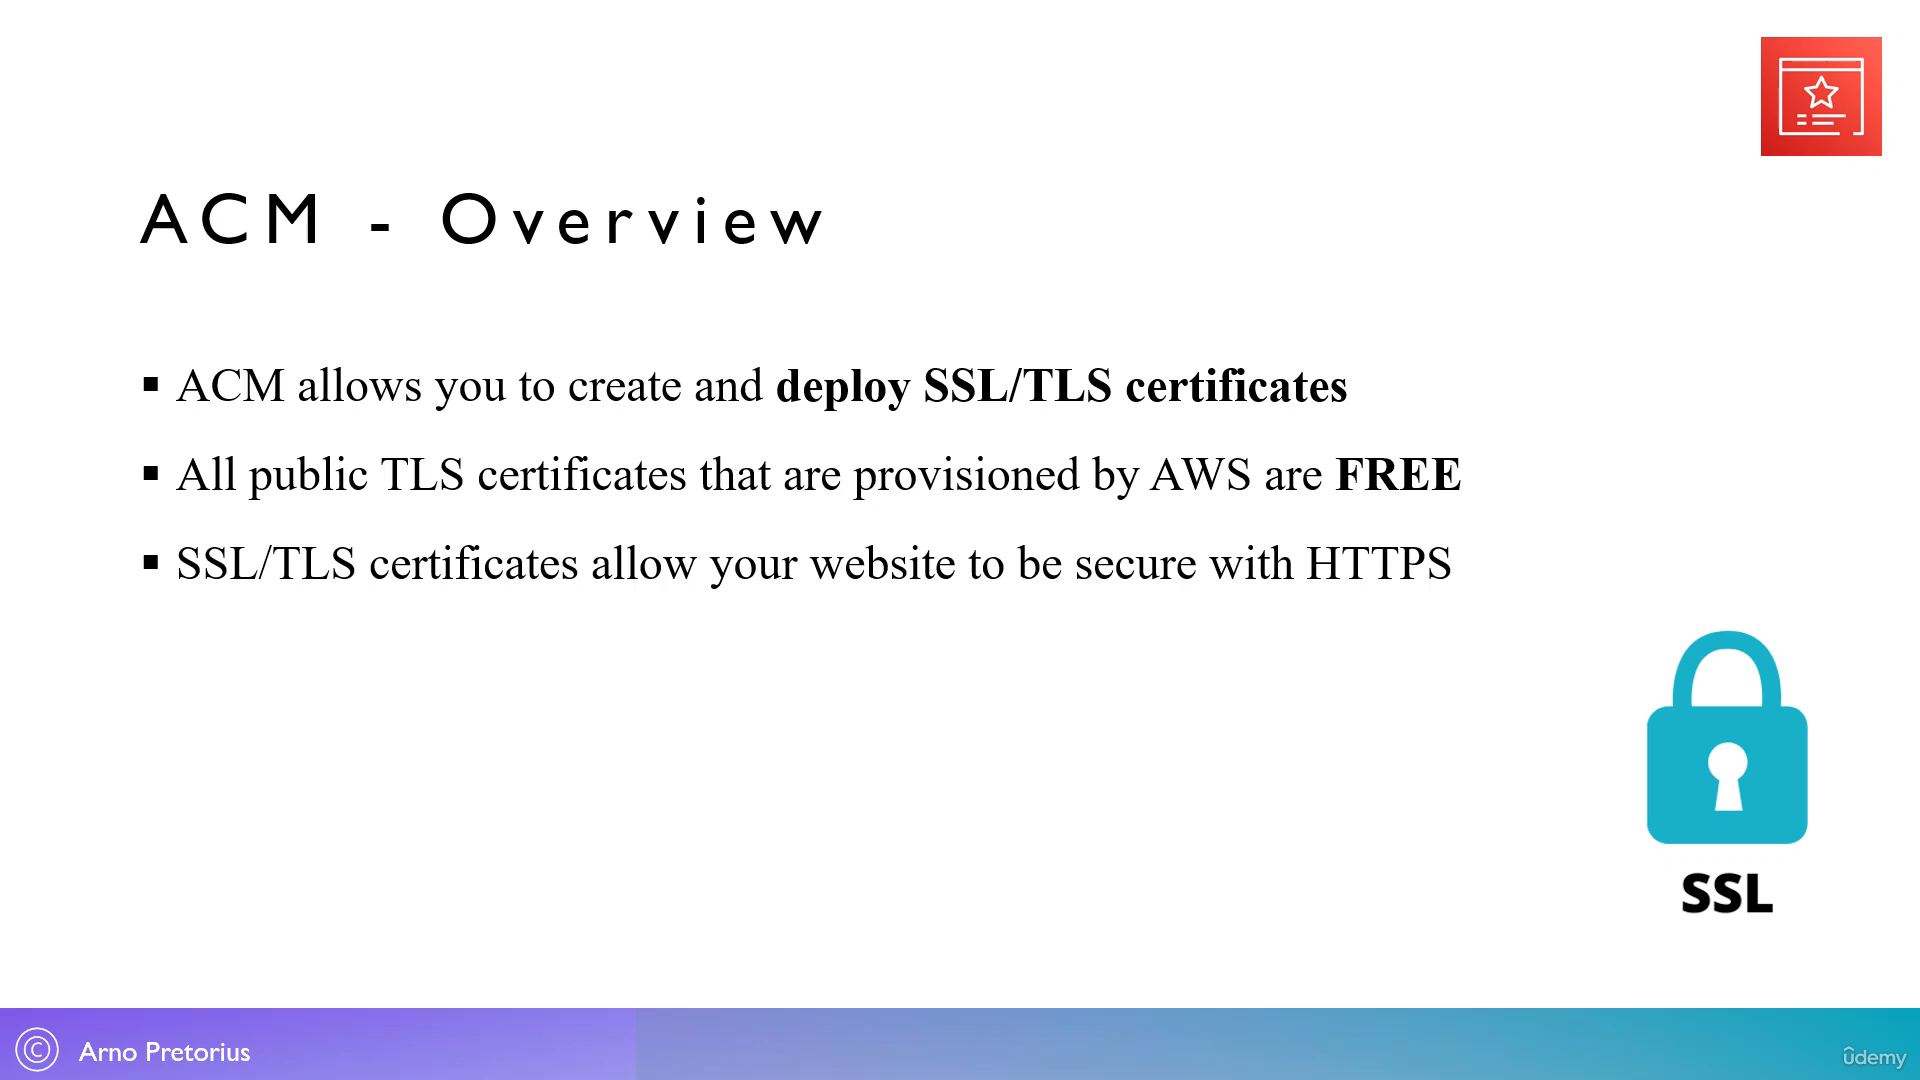 ACM - Overview
▪ ACM allows you to create and deploy SSL/TLS certificates
▪ All public TLS certificates that are provisioned by AWS are FREE
▪ SSL/TLS certificates allow your website to be secure with HTTPS
SSL
© Arno Pretorius
ûdemy